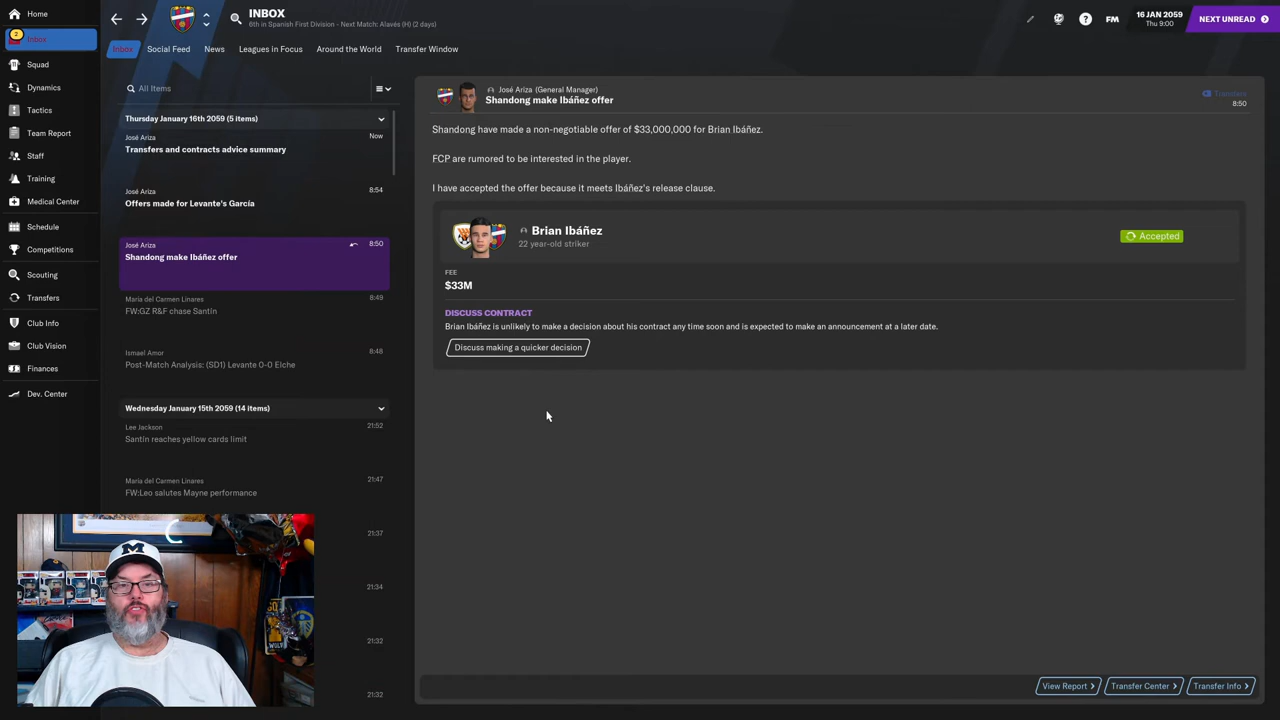 Home
INBOX
6th in Spanish First Division - Next Match: Alavés (H) (2 days)
FM
16 JAN 2059
Thu 9:00
NEXT UNREAD
2
Inbox
Squad
Dynamics
Tactics
Team Report
Staff
Training
Medical Center
Schedule
Competitions
Scouting
Transfers
Club Info
Club Vision
Finances
Dev. Center
Inbox
Social Feed
News
Leagues in Focus
Around the World
Transfer Window
All Items
Thursday January 16th 2059 (5 items)
José Ariza
Now
Transfers and contracts advice summary
José Ariza
8:54
Offers made for Levante's García
José Ariza
8:50
Shandong make Ibáñez offer
María del Carmen Linares
8:49
FW:GZ R&F chase Santín
Ismael Amor
8:48
Post-Match Analysis: (SD1) Levante 0-0 Elche
Wednesday January 15th 2059 (14 items)
Lee Jackson
21:52
Santín reaches yellow cards limit
María del Carmen Linares
21:47
FW:Leo salutes Mayne performance
21:37
21:34
21:32
21:32
José Ariza (General Manager)
Shandong make Ibáñez offer
Translate
8:50
Shandong have made a non-negotiable offer of $33,000,000 for Brian Ibáñez.
FCP are rumored to be interested in the player.
I have accepted the offer because it meets Ibáñez's release clause.
Brian Ibáñez
22 year-old striker
Accepted
FEE
$33M
DISCUSS CONTRACT
Brian Ibáñez is unlikely to make a decision about his contract any time soon and is expected to make an announcement at a later date.
Discuss making a quicker decision
View Report
Transfer Center
Transfer Info
M